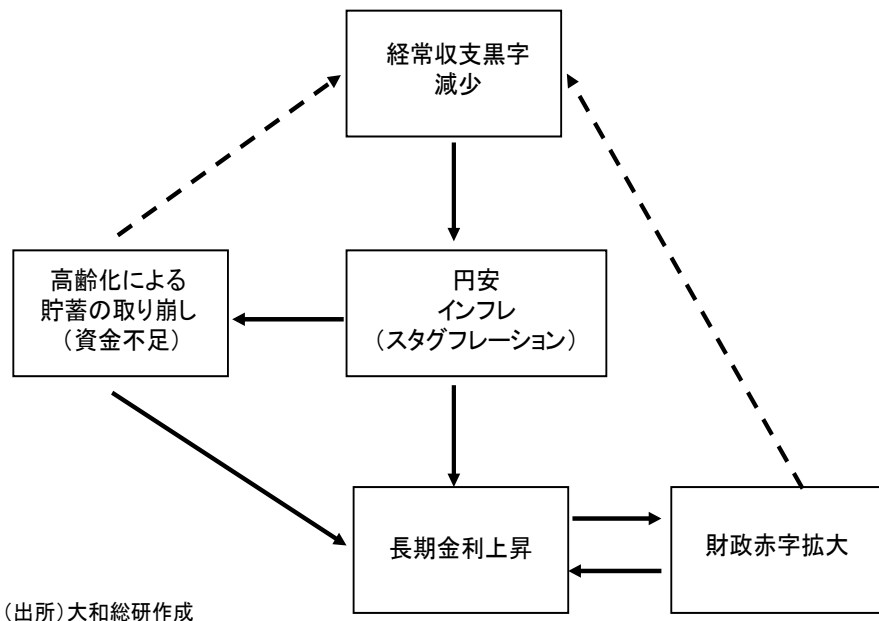 経常収支黒字
減少
高齢化による
貯蓄の取り崩し
（資金不足）
円安
インフレ
（スタグフレーション）
長期金利上昇
財政赤字拡大
（出所）大和総研作成